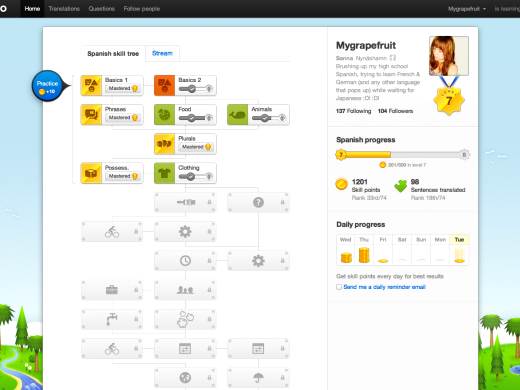 Home Translations Questions Follow people Mygrapefruit is learning
Spanish skill tree Stream
Practice
+10
Basics 1
Mastered
Basics 2
Phrases
Mastered
Food
Animals
Plurals
Mastered
Possess.
Mastered
Clothing
Mygrapefruit
Sanna Nyndsharm
Brushing up my high school
Spanish, trying to learn French &
German (and any other language
that pops up) while waiting for
Japanese :D! :D!
137 Following 104 Followers
LEVEL
7
Spanish progress
7 8
201/500 in level 7
1201
Skill points
Rank 33rd/74
98
Sentences translated
Rank 18th/74
Daily progress
Wed Thu Fri Sat Sun Mon Tue
Get skill points every day for best results
Send me a daily reminder email